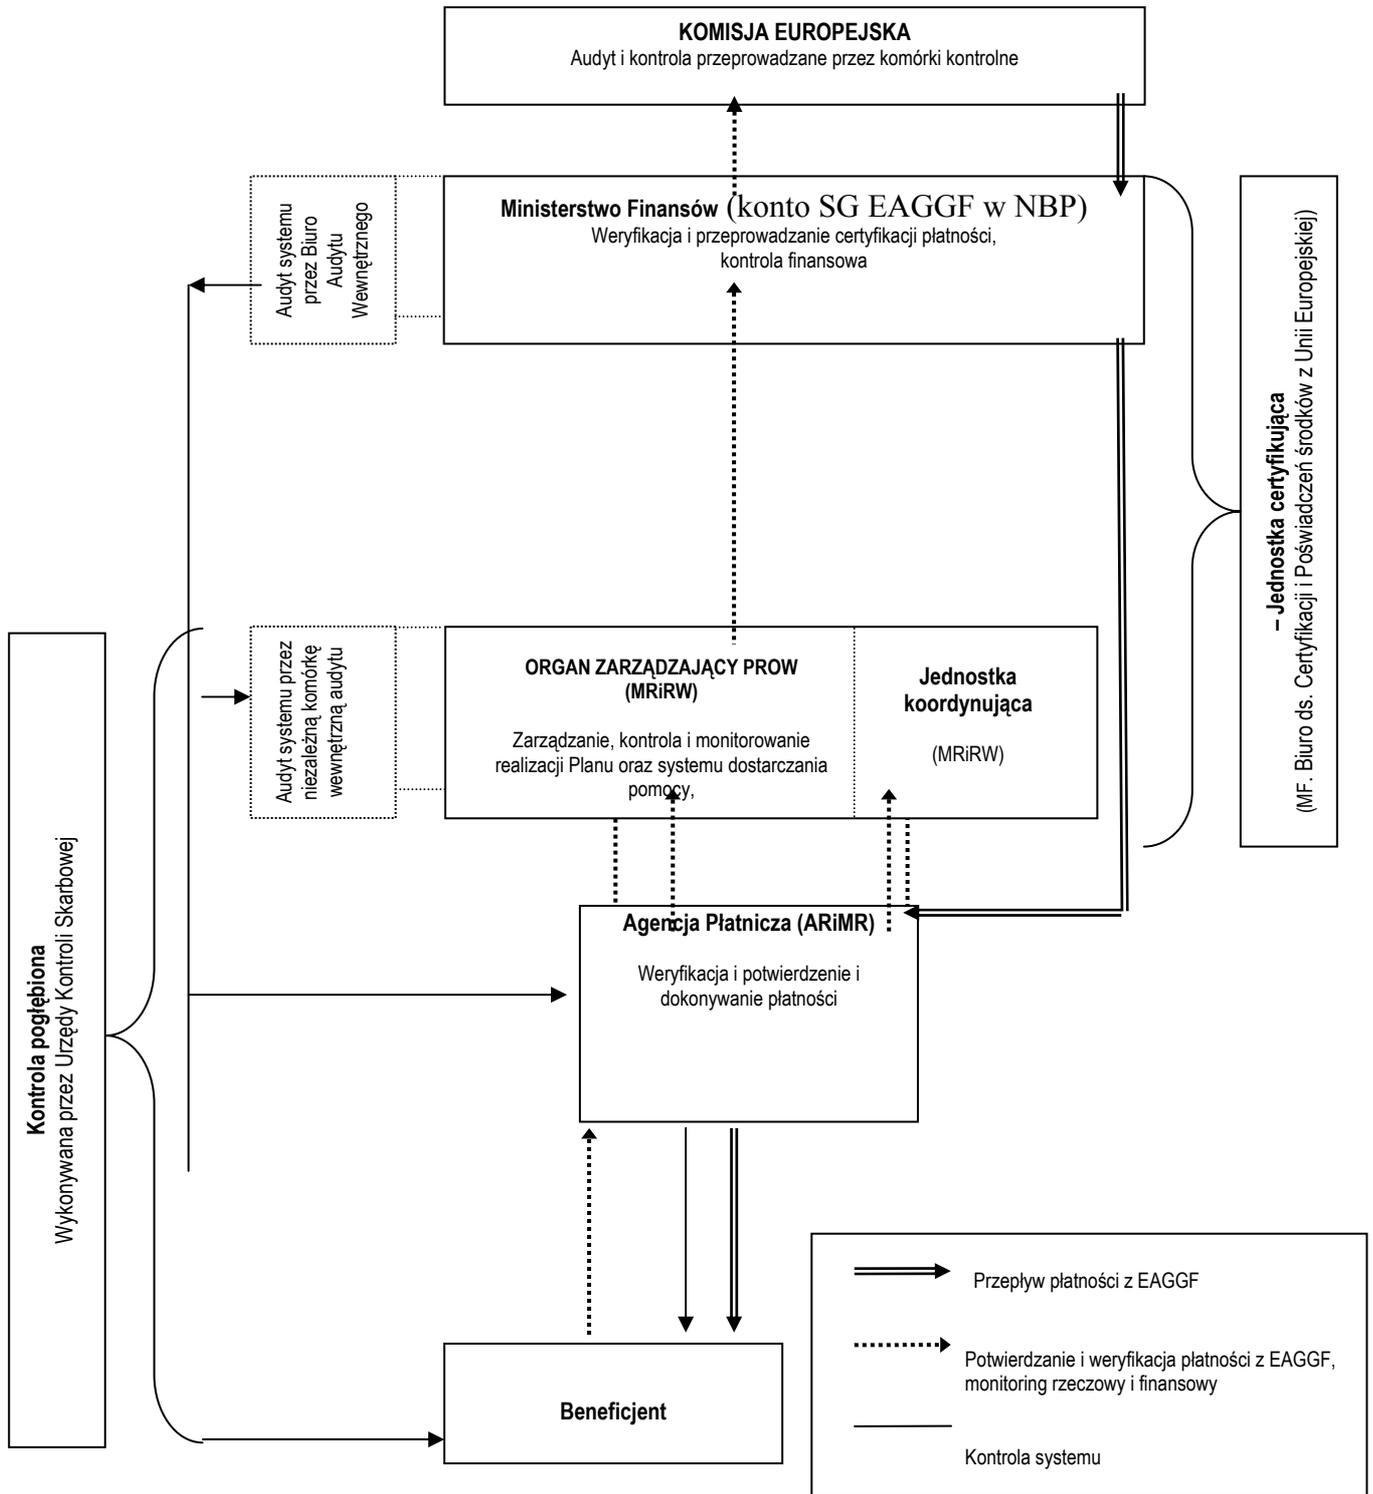 KOMISJA EUROPEJSKA
Audyt i kontrola przeprowadzane przez komórki kontrolne
Audyt systemu
przez Biuro
Audytu
Wewnętrznego
Ministerstwo Finansów (konto SG EAGGF w NBP)
Weryfikacja i przeprowadzanie certyfikacji płatności,
kontrola finansowa
– Jednostka certyfikująca
(MF. Biuro ds. Certyfikacji i Poświadczeń środków z Unii Europejskiej)
Kontrola pogłębiona
Wykonywana przez Urzędy Kontroli Skarbowej
Audyt systemu przez
niezależną komórkę
wewnętrzną audytu
ORGAN ZARZĄDZAJĄCY PROW
(MRiRW)
Zarządzanie, kontrola i monitorowanie
realizacji Planu oraz systemu dostarczania
pomocy,
Jednostka
koordynująca
(MRiRW)
Agencja Płatnicza (ARiMR)
Weryfikacja i potwierdzenie i
dokonywanie płatności
Beneficjent
Przepływ płatności z EAGGF
Potwierdzanie i weryfikacja płatności z EAGGF,
monitoring rzeczowy i finansowy
Kontrola systemu